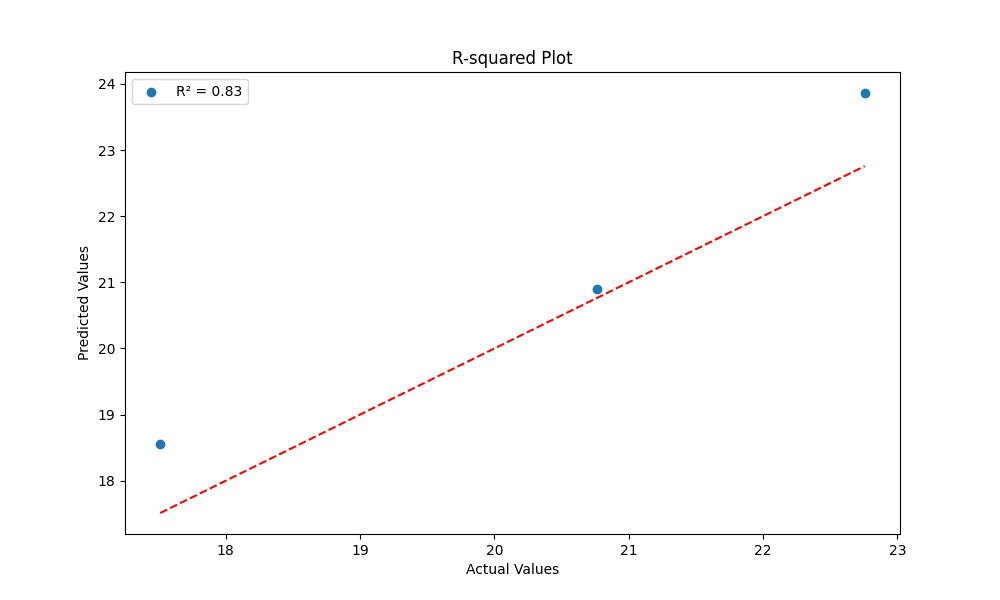 R-squared Plot
R² = 0.83
Predicted Values
24
23
22
21
20
19
18
18 19 20 21 22 23
Actual Values